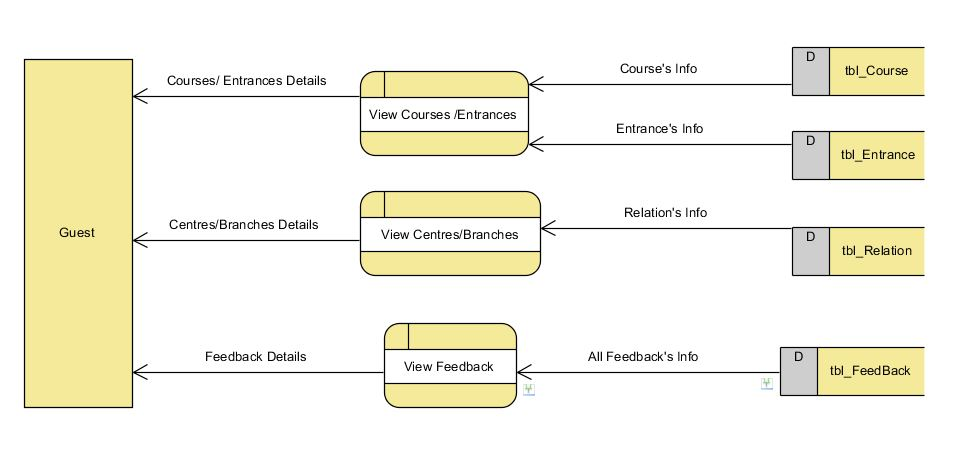 Courses/ Entrances Details
Course's Info
D
tbl_Course
View Courses /Entrances
Entrance's Info
D
tbl_Entrance
Guest
Centres/Branches Details
View Centres/Branches
Relation's Info
D
tbl_Relation
Feedback Details
View Feedback
All Feedback's Info
D
tbl_FeedBack